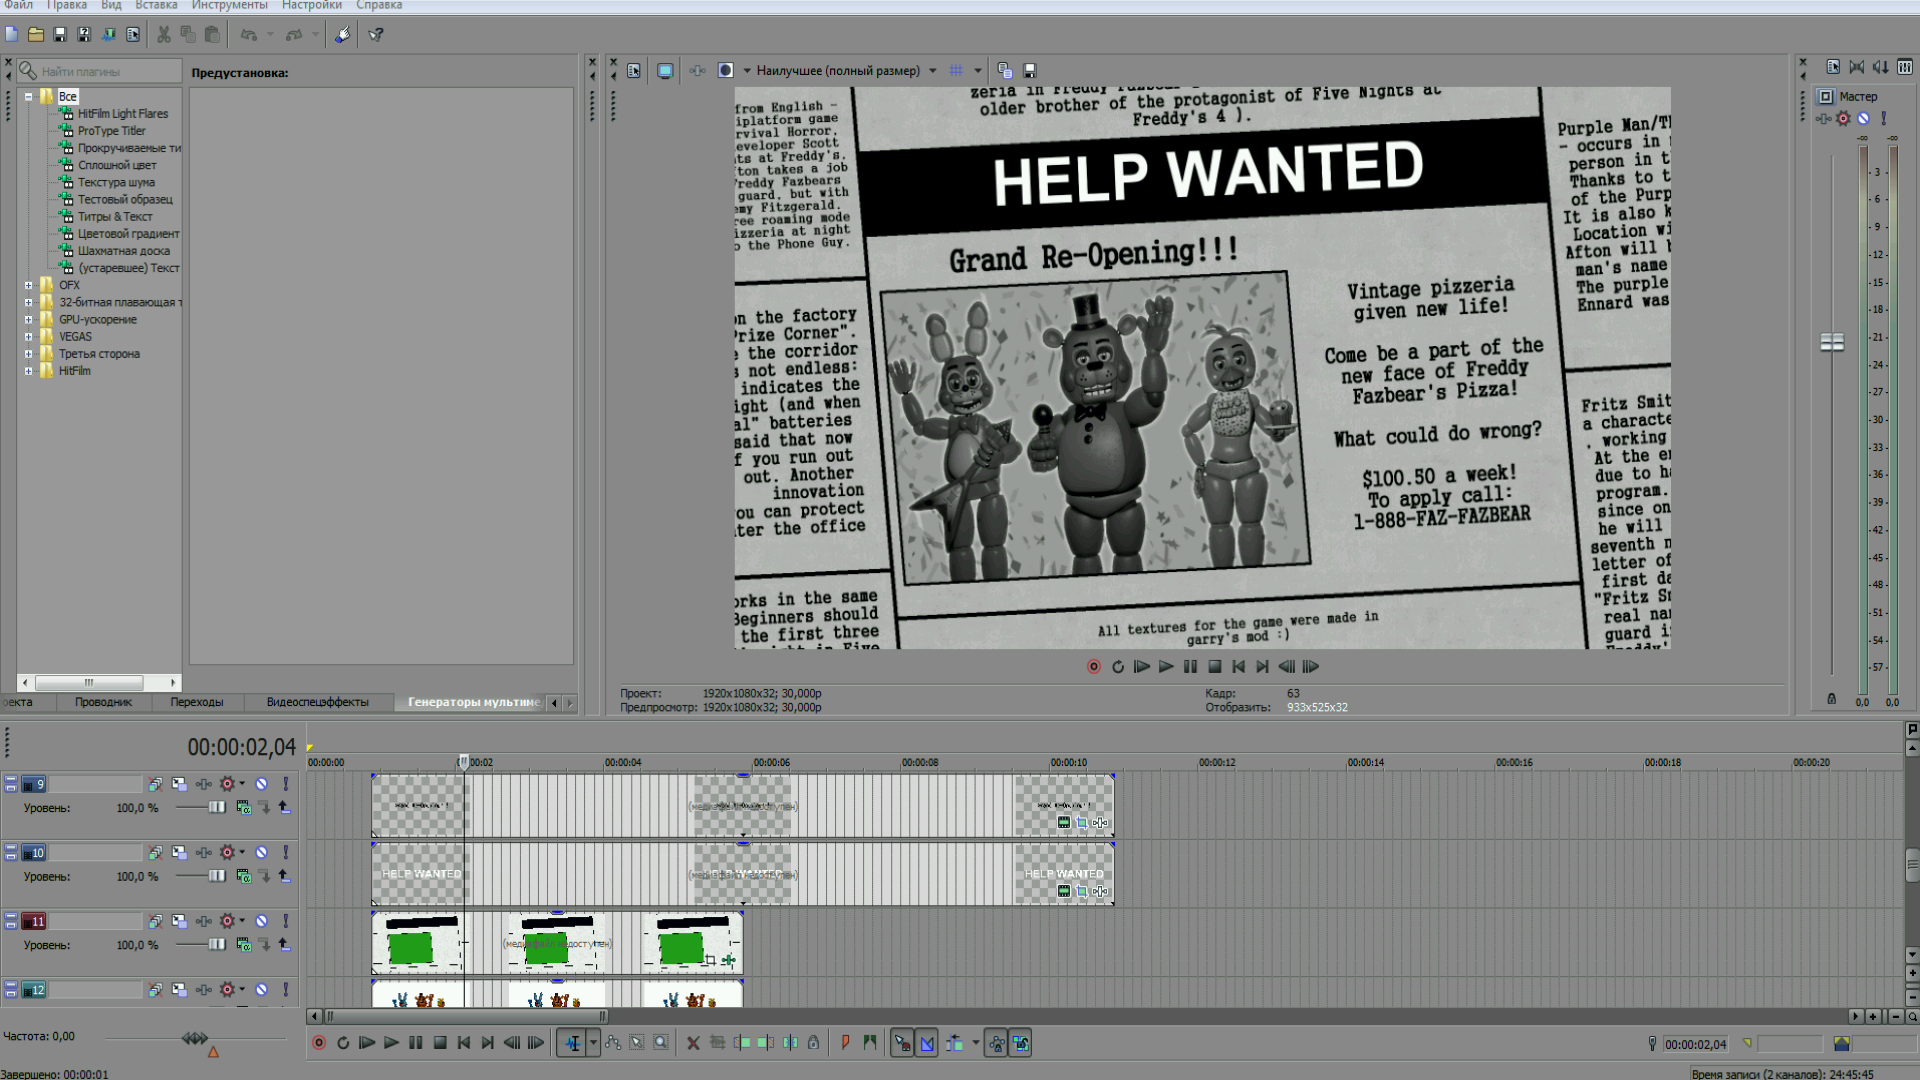 Файл Правка Вид Вставка Инструменты Настройки Справка
Найти плагины
Предустановка:
Все
HitFilm Light Flares
ProType Titler
Прокручиваемые ти
Сплошной цвет
Текстура шума
Тестовый образец
Титры & Текст
Цветовой градиент
Шахматная доска
(устаревшее) Текст
OFX
32-битная плавающая т
GPU-ускорение
VEGAS
Третья сторона
HitFilm
оекта Проводник Переходы Видеоспецэффекты Генераторы мультиме
Наилучшее (полный размер)
from English -
iplatform game
rvival Horror.
eveloper Scott
ts at Freddy's.
ton takes a job
Freddy Fazbears
guard, but with
emy Fitzgerald.
ree roaming mode
izzeria at night
o the Phone Guy.
on the factory
Prize Corner".
e the corridor
s not endless:
indicates the
ight (and when
al" batteries
said that now
f you run out
out. Another
innovation
you can protect
nter the office
orks in the same
Beginners should
the first three
older brother of the protagonist of Five Nights at
Freddy's 4 ).
HELP WANTED
Grand Re-Opening!!!
Vintage pizzeria
given new life!
Come be a part of the
new face of Freddy
Fazbear's Pizza!
What could do wrong?
$100.50 a week!
To apply call:
1-888-FAZ-FAZBEAR
All textures for the game were made in
garry's mod :)
Purple Man/Th
- occurs in
person in t
Thanks to t
of the Purp
It is also k
Location wi
Afton will b
man's name
The purple
Ennard was
Fritz Smit
a characte
. working
At the en
due to ha
program.
since on
he will
seventh n
letter of
first da
"Fritz Sm
real nam
guard i
Проект: 1920x1080x32; 30,000p
Предпросмотр: 1920x1080x32; 30,000p
Кадр: 63
Отобразить: 933x525x32
Мастер
-∞ -∞
- 3 -
- 6 -
- 9 -
-12-
-15-
-18-
-21-
-24-
-27-
-30-
-33-
-36-
-39-
-42-
-45-
-48-
-51-
-54-
-57-
0,0 0,0
00:00:02,04
00:00:00 00:00:02 00:00:04 00:00:06 00:00:08 00:00:10 00:00:12 00:00:14 00:00:16 00:00:18 00:00:20
9
Уровень: 100,0 %
(медиафайл недоступен)
10
Уровень: 100,0 %
HELP WANTED
(медиафайл недоступен)
HELP WANTED
11
Уровень: 100,0 %
(медиафайл недоступен)
12
Частота: 0,00
00:00:02,04
Завершено: 00:00:01
Время записи (2 каналов): 24:45:45